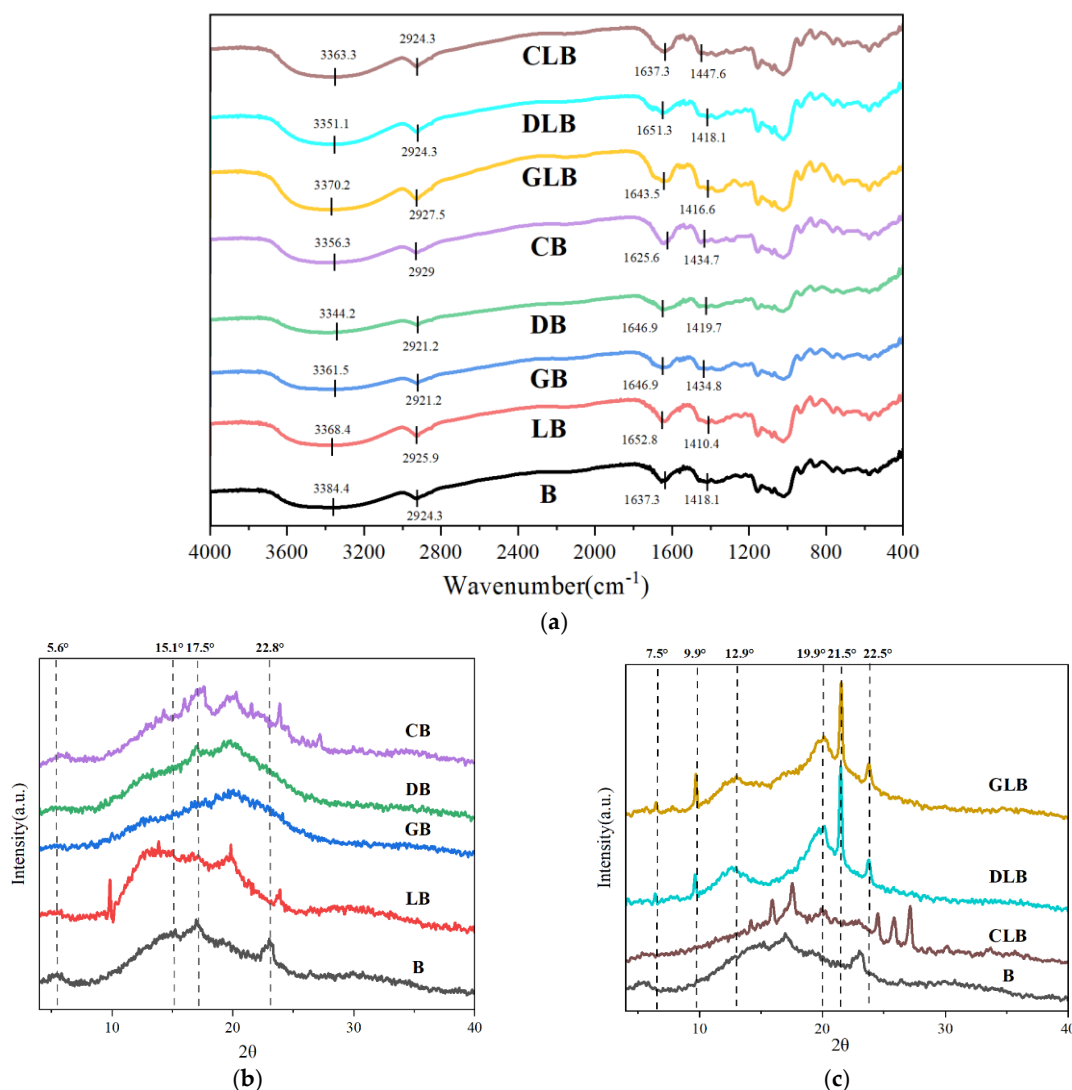 2924.3
3363.3
CLB
1637.3
1447.6
3351.1
DLB
2924.3
1651.3
1418.1
3370.2
GLB
2927.5
1643.5
1416.6
3356.3
CB
2929
1625.6
1434.7
3344.2
DB
2921.2
1646.9
1419.7
3361.5
GB
2921.2
1646.9
1434.8
3368.4
LB
2925.9
1652.8
1410.4
3384.4
B
2924.3
1637.3
1418.1
4000 3600 3200 2800 2400 2000 1600 1200 800 400
Wavenumber(cm⁻¹)
(a)
5.6° 15.1° 17.5° 22.8°
CB
DB
GB
LB
B
Intensity(a.u.)
10 20 30 40
2θ
(b)
7.5° 9.9° 12.9° 19.9° 21.5° 22.5°
GLB
DLB
CLB
B
Intensity(a.u.)
10 20 30 40
2θ
(c)